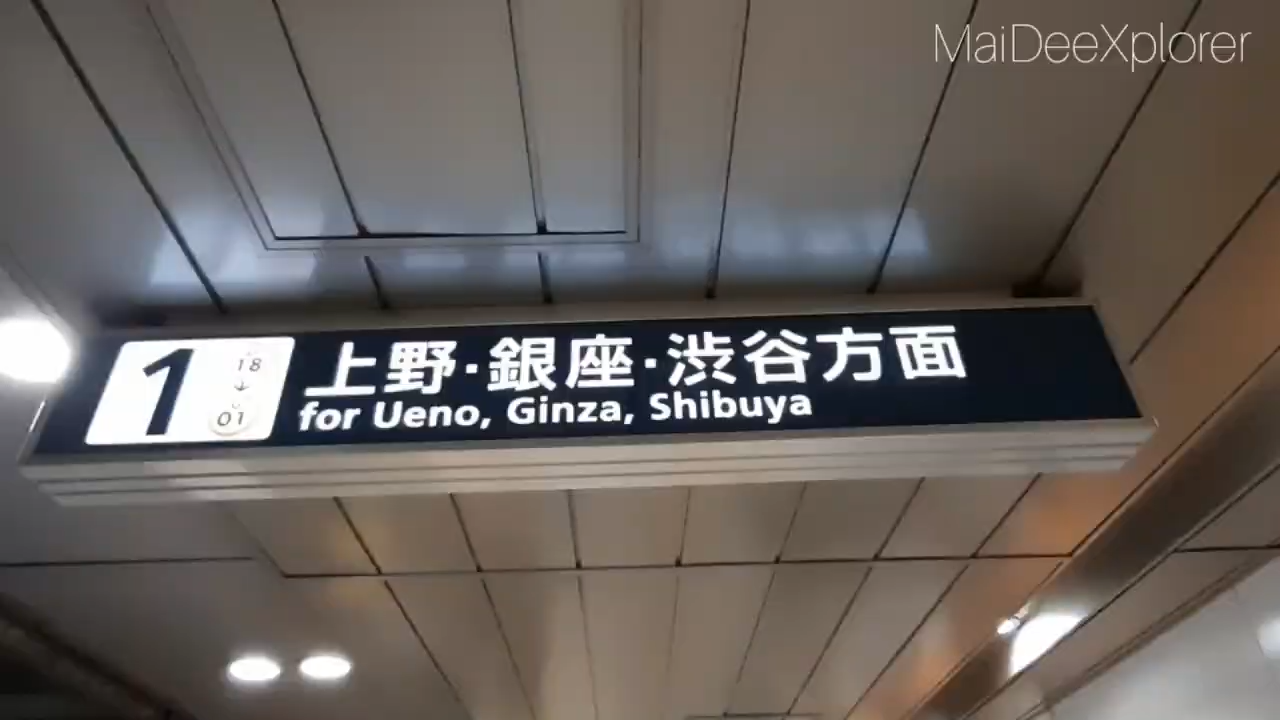 MaiDeeXplorer
1
18
↓
01
上野・銀座・渋谷方面
for Ueno, Ginza, Shibuya